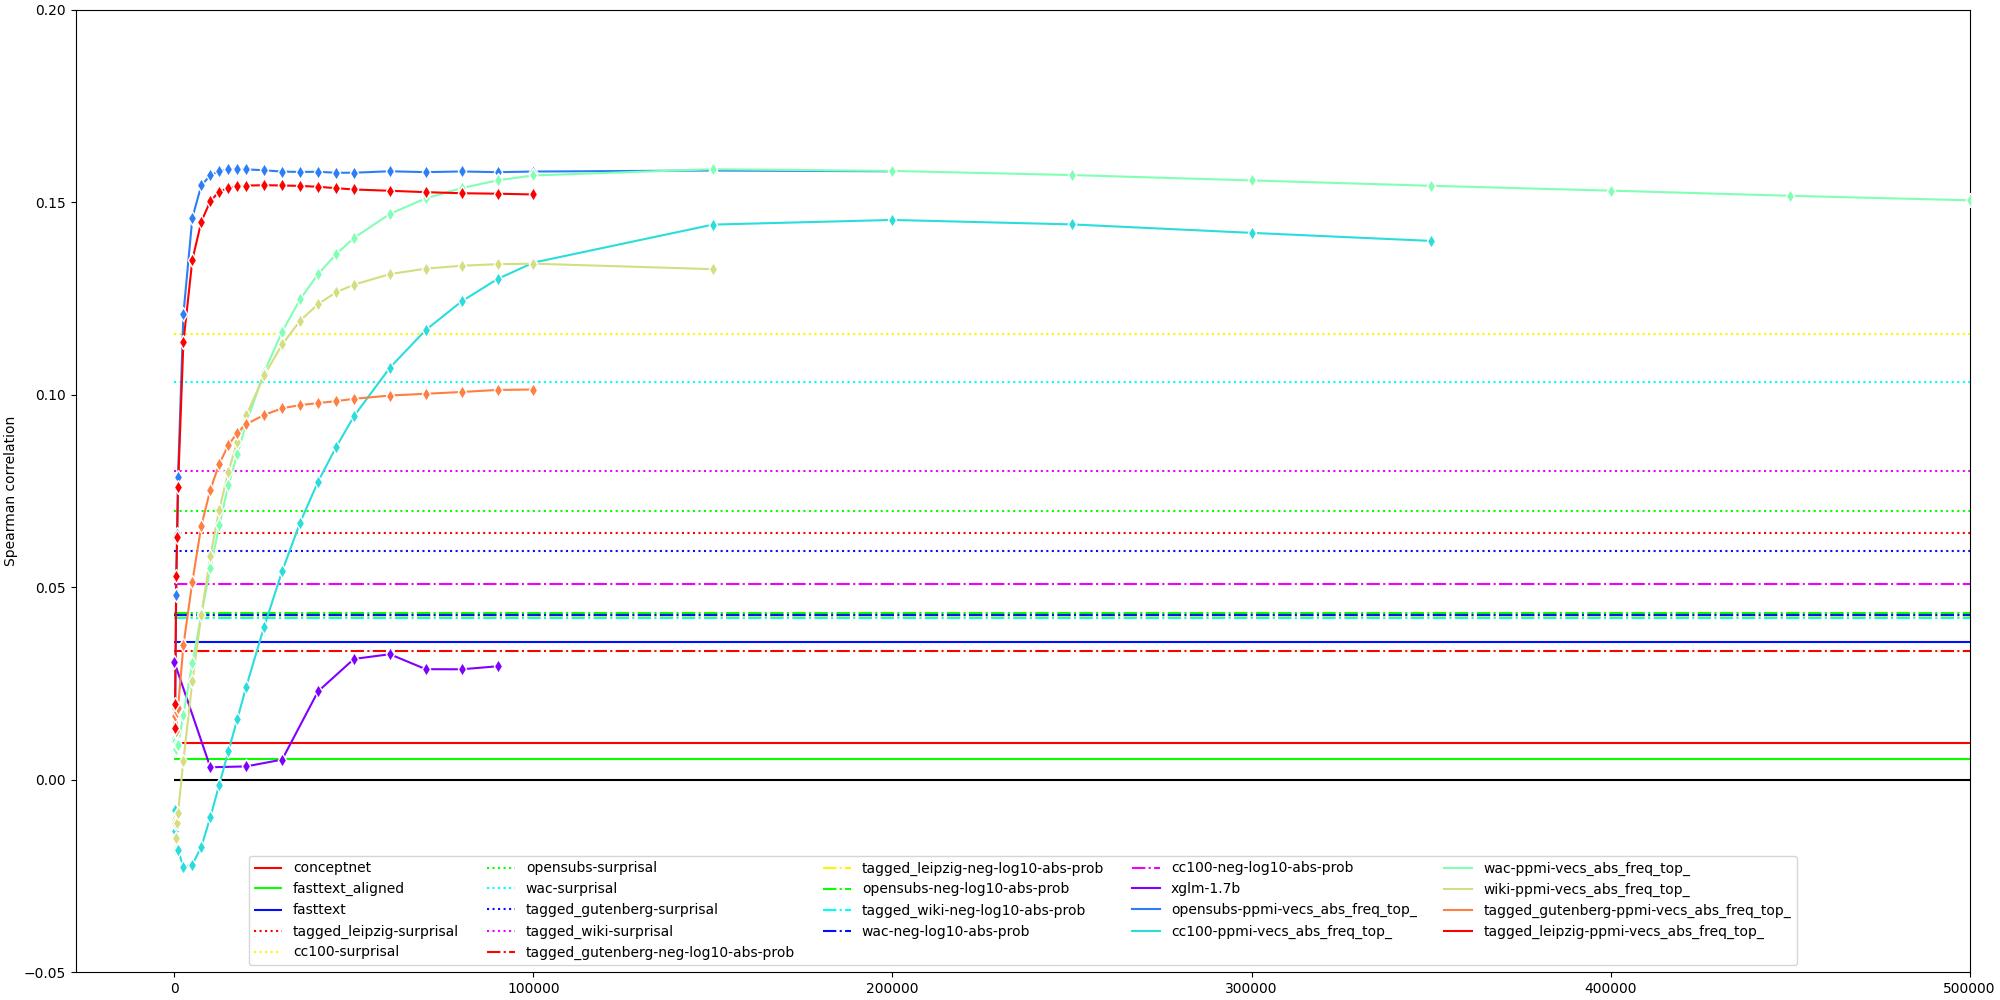 0.20
0.15
0.10
0.05
0.00
−0.05
Spearman correlation
0
100000
200000
300000
400000
500000
conceptnet
fasttext_aligned
fasttext
tagged_leipzig-surprisal
cc100-surprisal
opensubs-surprisal
wac-surprisal
tagged_gutenberg-surprisal
tagged_wiki-surprisal
tagged_gutenberg-neg-log10-abs-prob
tagged_leipzig-neg-log10-abs-prob
opensubs-neg-log10-abs-prob
tagged_wiki-neg-log10-abs-prob
wac-neg-log10-abs-prob
cc100-neg-log10-abs-prob
xglm-1.7b
opensubs-ppmi-vecs_abs_freq_top_
cc100-ppmi-vecs_abs_freq_top_
wac-ppmi-vecs_abs_freq_top_
wiki-ppmi-vecs_abs_freq_top_
tagged_gutenberg-ppmi-vecs_abs_freq_top_
tagged_leipzig-ppmi-vecs_abs_freq_top_